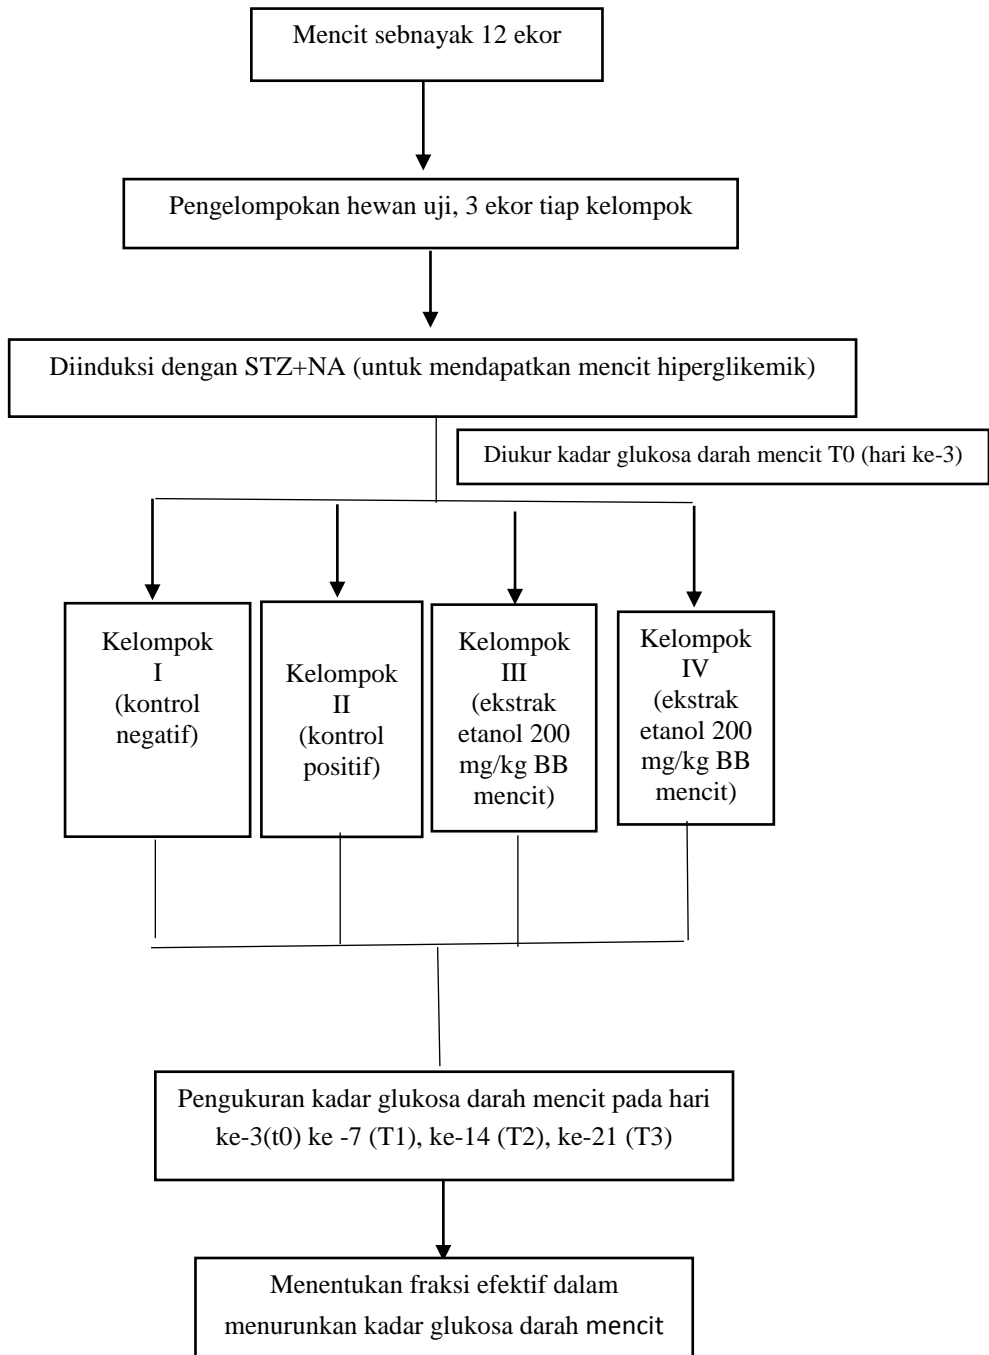 Mencit sebnayak 12 ekor
Pengelompokan hewan uji, 3 ekor tiap kelompok
Diinduksi dengan STZ+NA (untuk mendapatkan mencit hiperglikemik)
Diukur kadar glukosa darah mencit T0 (hari ke-3)
Kelompok
I
(kontrol
negatif)
Kelompok
II
(kontrol
positif)
Kelompok
III
(ekstrak
etanol 200
mg/kg BB
mencit)
Kelompok
IV
(ekstrak
etanol 200
mg/kg BB
mencit)
Pengukuran kadar glukosa darah mencit pada hari
ke-3(t0) ke -7 (T1), ke-14 (T2), ke-21 (T3)
Menentukan fraksi efektif dalam
menurunkan kadar glukosa darah mencit